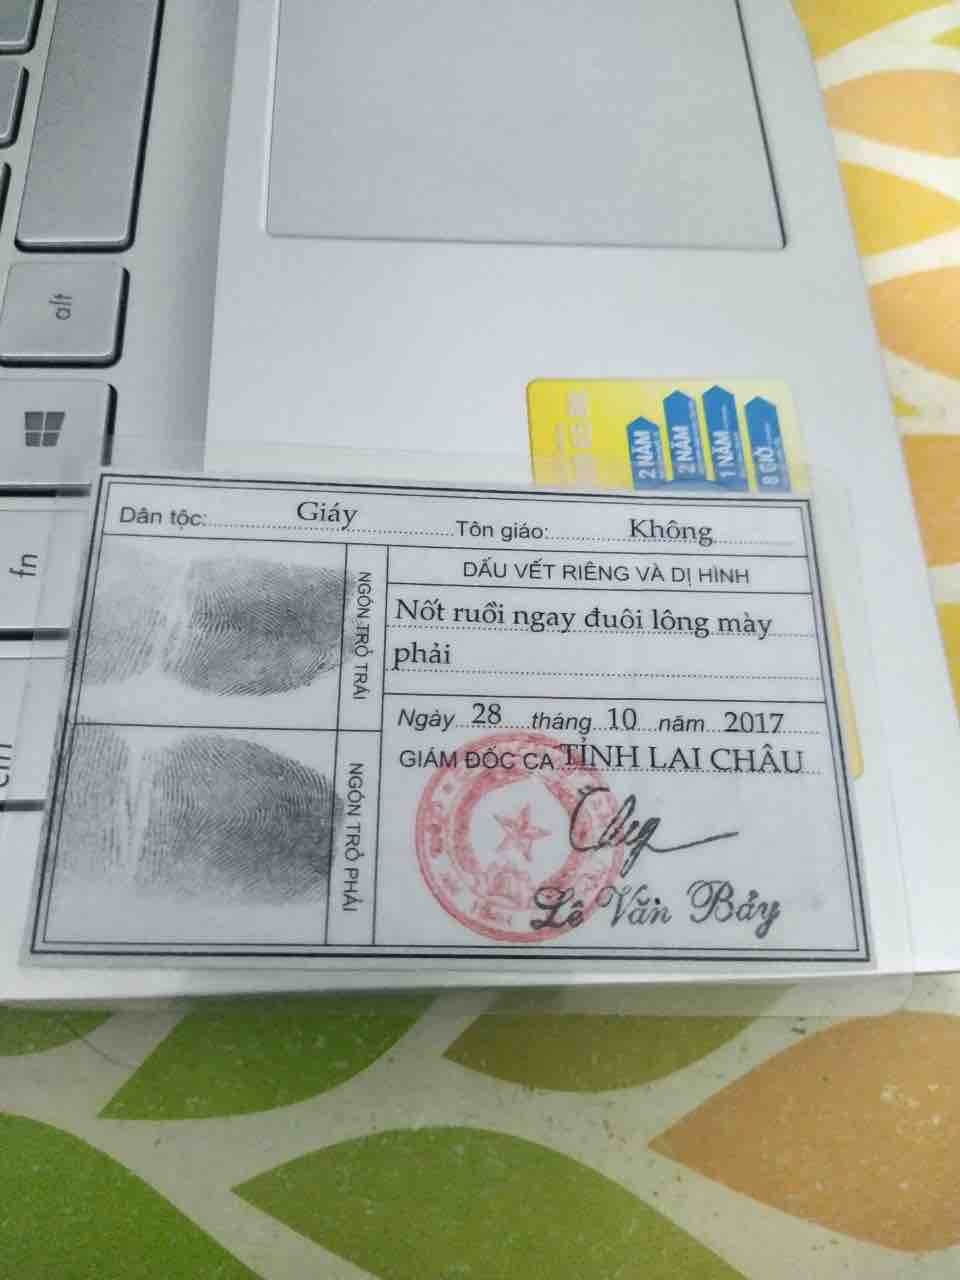 alt
fn
2 NĂM
2 NĂM
1 NĂM
8 GIỜ
Dân tộc: Giáy Tôn giáo: Không
NGÓN TRỎ TRÁI
DẤU VẾT RIÊNG VÀ DỊ HÌNH
Nốt ruồi ngay đuôi lông mày
phải
NGÓN TRỎ PHẢI
Ngày 28 tháng 10 năm 2017
GIÁM ĐỐC CA TỈNH LAI CHÂU
Lê Văn Bảy